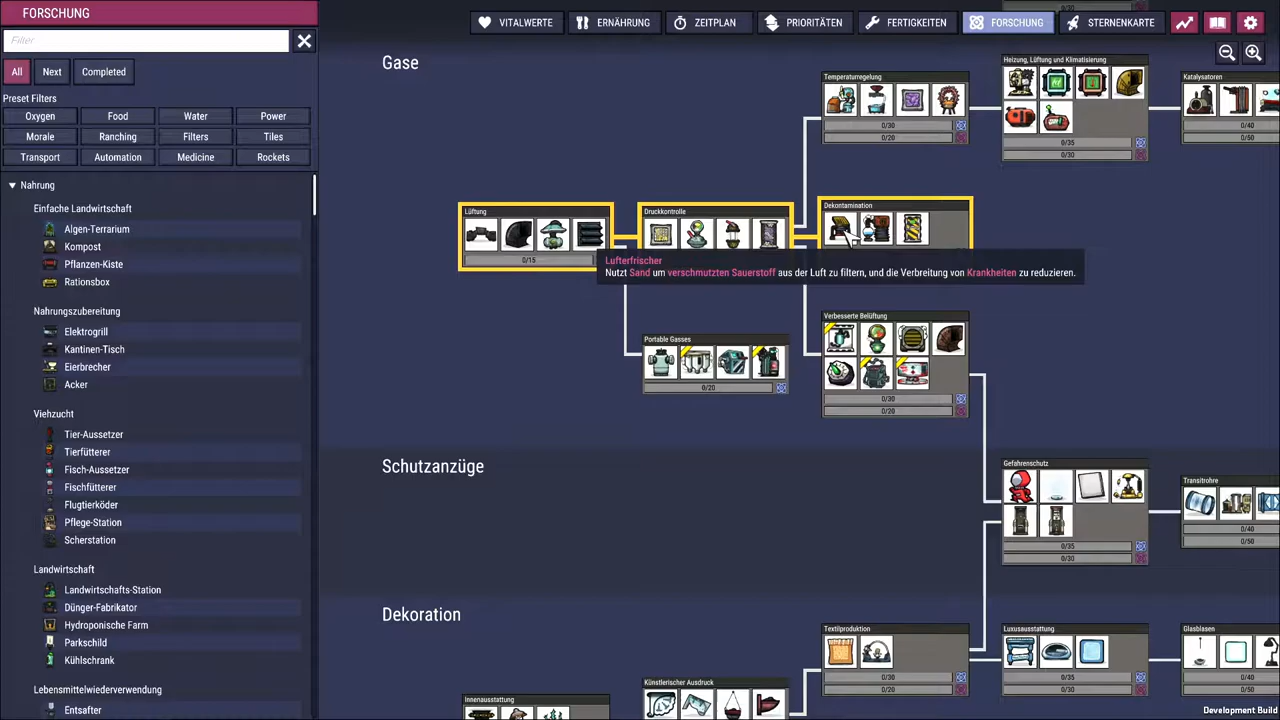 FORSCHUNG
VITALWERTE
ERNÄHRUNG
ZEITPLAN
PRIORITÄTEN
FERTIGKEITEN
FORSCHUNG
STERNENKARTE
Filter
All
Next
Completed
Preset Filters
Oxygen
Food
Water
Power
Morale
Ranching
Filters
Tiles
Transport
Automation
Medicine
Rockets
Nahrung
Einfache Landwirtschaft
Algen-Terrarium
Kompost
Pflanzen-Kiste
Rationsbox
Nahrungszubereitung
Elektrogrill
Kantinen-Tisch
Eierbrecher
Acker
Viehzucht
Tier-Aussetzer
Tierfütterer
Fisch-Aussetzer
Fischfütterer
Flugtierköder
Pflege-Station
Scherstation
Landwirtschaft
Landwirtschafts-Station
Dünger-Fabrikator
Hydroponische Farm
Parkschild
Kühlschrank
Lebensmittelwiederverwendung
Entsafter
Gase
Temperaturregelung
0/30
0/20
Heizung, Lüftung und Klimatisierung
0/35
0/30
Katalysatoren
0/40
0/50
Lüftung
0/15
Druckkontrolle
Dekontamination
Lufterfrischer
Nutzt Sand um verschmutzten Sauerstoff aus der Luft zu filtern, und die Verbreitung von Krankheiten zu reduzieren.
Portable Gasses
0/20
Verbesserte Belüftung
0/30
0/20
Schutzanzüge
Gefahrenschutz
0/35
0/30
Transitrohre
0/40
0/50
Dekoration
Textilproduktion
0/30
0/20
Luxusausstattung
0/35
0/30
Glasblasen
0/40
0/50
Innenausstattung
Künstlerischer Ausdruck
Development Build